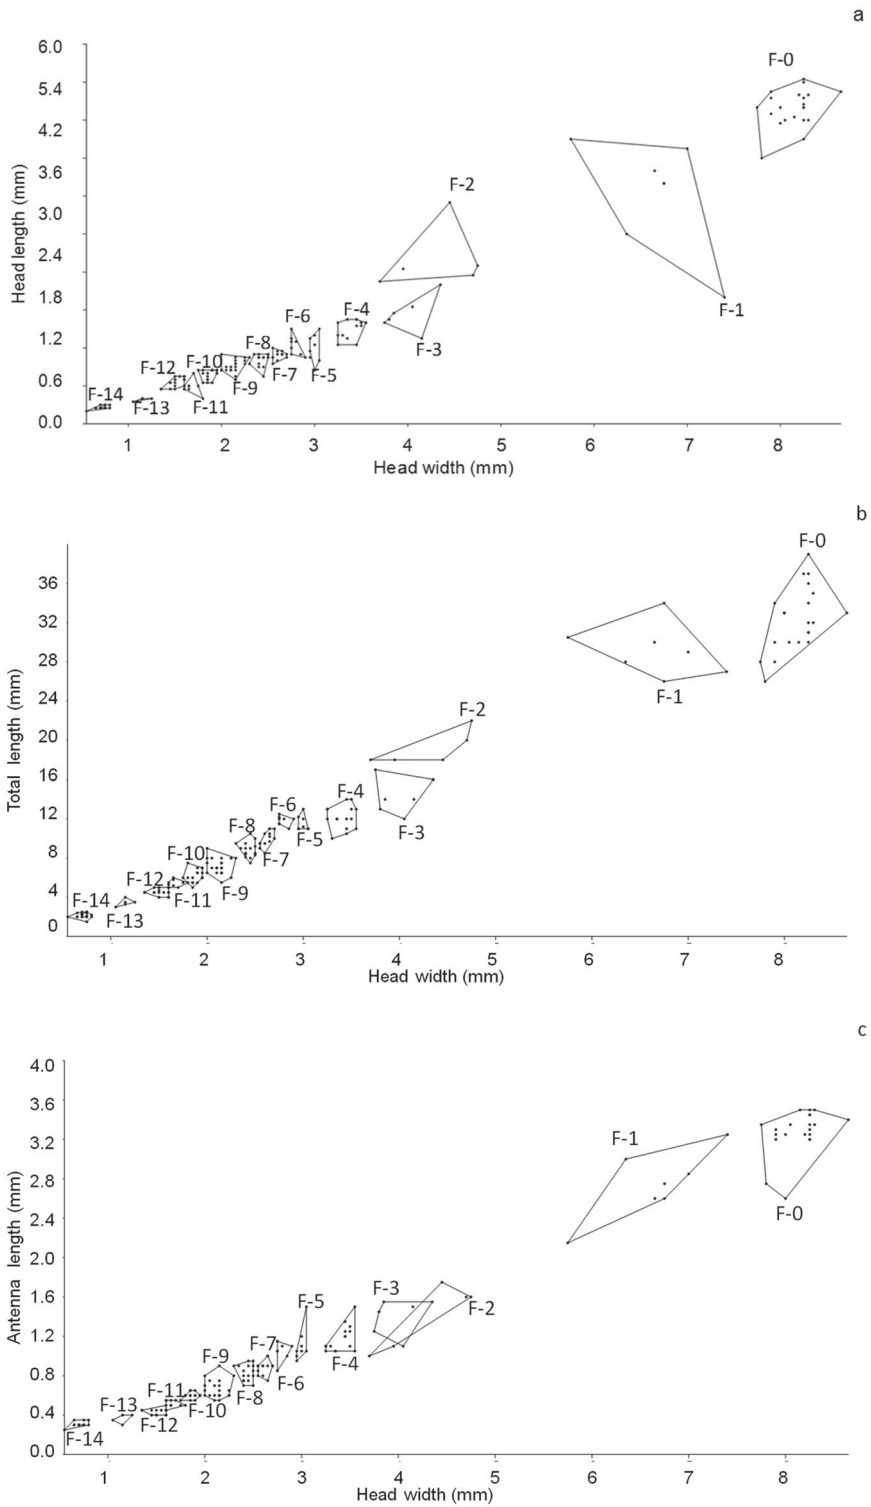 a
6.0
F-0
5.4
4.2
3.6
F-2
3.0
2.4
1.8
F-6
F-4
F-1
1.2
F-8
F-3
F-12
F-10
F-7
F-5
0.6
F-14
F-9
F-13
F-11
0.0
1 2 3 4 5 6 7 8
Head width (mm)
Head length (mm)
b
F-0
36
32
28
F-1
24
F-2
20
16
F-4
12
F-6
F-8
F-5
F-3
8
F-10
F-7
F-12
F-9
4
F-14
F-11
F-13
0
1 2 3 4 5 6 7 8
Head width (mm)
Total length (mm)
c
4.0
3.6
3.2
F-1
2.8
F-0
2.4
2.0
1.6
F-5
F-3
F-2
1.2
F-7
F-9
F-4
0.8
F-11
F-6
F-8
F-13
F-10
0.4
F-12
F-14
0.0
1 2 3 4 5 6 7 8
Head width (mm)
Antenna length (mm)